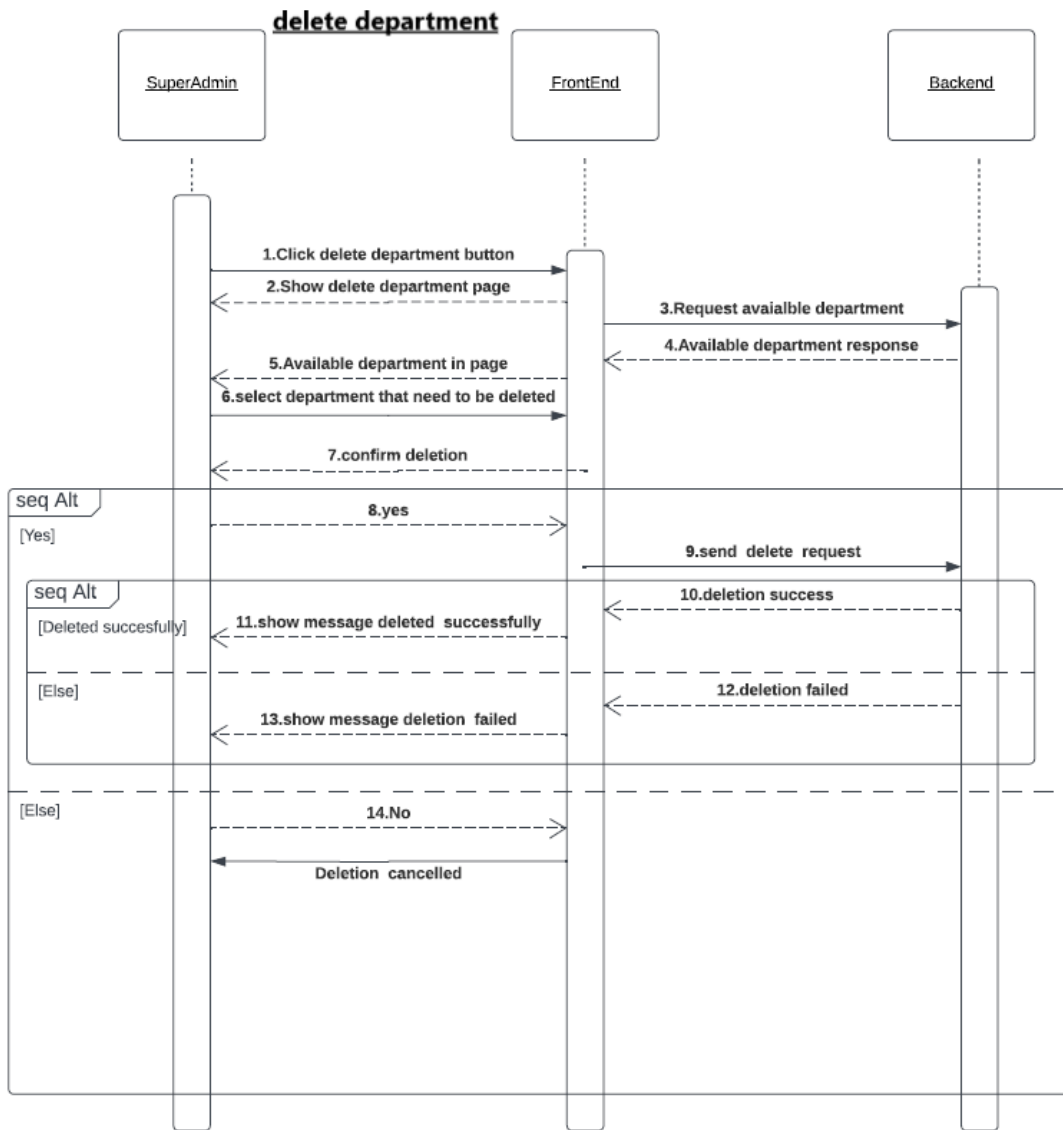 delete department
SuperAdmin
FrontEnd
Backend
1.Click delete department button
2.Show delete department page
3.Request avaialble department
4.Available department response
5.Available department in page
6.select department that need to be deleted
7.confirm deletion
seq Alt
8.yes
[Yes]
9.send delete request
seq Alt
10.deletion success
[Deleted succesfully]
11.show message deleted successfully
[Else]
12.deletion failed
13.show message deletion failed
[Else]
14.No
Deletion cancelled